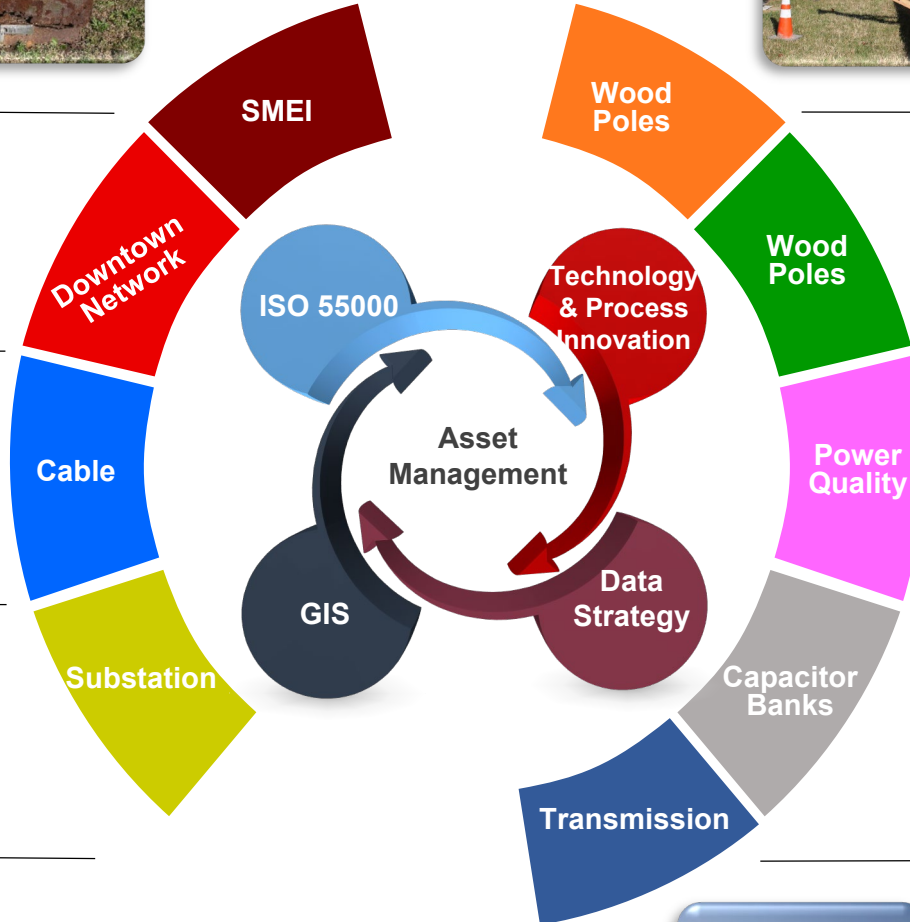 SMEI
Wood
Poles
Downtown
Network
Wood
Poles
ISO 55000
Technology
& Process
Innovation
Asset
Management
Cable
Power
Quality
GIS
Data
Strategy
Substation
Capacitor
Banks
Transmission